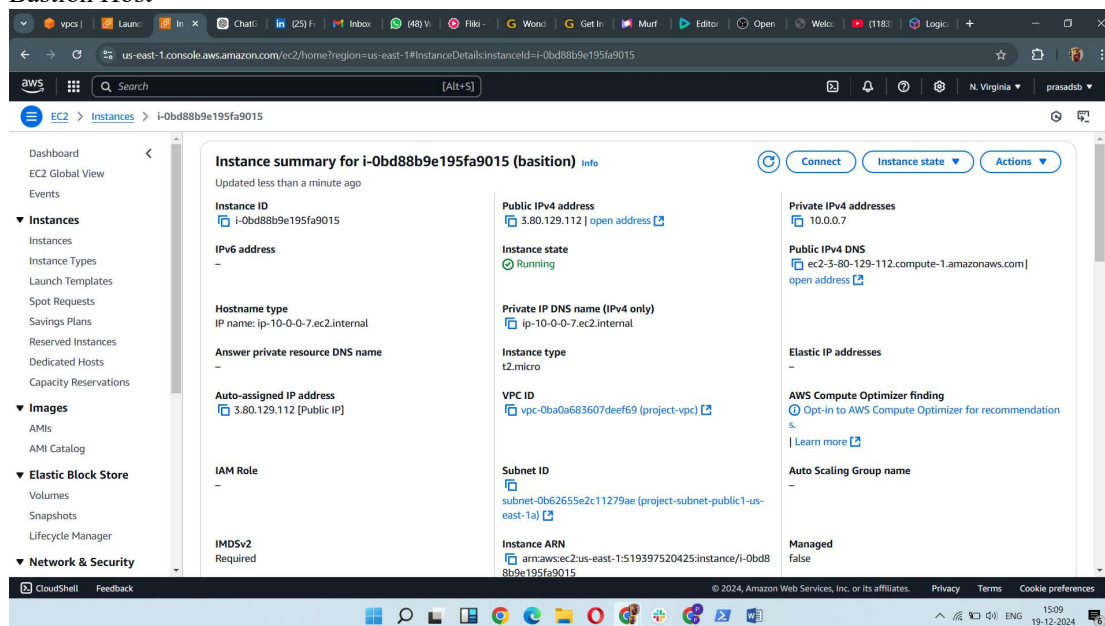 Bastion Host
vpcs |
Launc
In
ChatG
(25) Fe
Inbox
(48) W
Fliki -
Wond
Get In
Murf -
Editor
Open
Welco
(1183)
Logic
us-east-1.console.aws.amazon.com/ec2/home?region=us-east-1#InstanceDetails:instanceId=i-0bd88b9e195fa9015
aws
Search
[Alt+S]
N. Virginia
prasadsb
EC2 > Instances > i-0bd88b9e195fa9015
Dashboard
EC2 Global View
Events
Instances
Instances
Instance Types
Launch Templates
Spot Requests
Savings Plans
Reserved Instances
Dedicated Hosts
Capacity Reservations
Images
AMIs
AMI Catalog
Elastic Block Store
Volumes
Snapshots
Lifecycle Manager
Network & Security
Instance summary for i-0bd88b9e195fa9015 (basition) Info
Connect
Instance state
Actions
Updated less than a minute ago
Instance ID
i-0bd88b9e195fa9015
Public IPv4 address
3.80.129.112 | open address
Private IPv4 addresses
10.0.0.7
IPv6 address
–
Instance state
Running
Public IPv4 DNS
ec2-3-80-129-112.compute-1.amazonaws.com |
open address
Hostname type
IP name: ip-10-0-0-7.ec2.internal
Private IP DNS name (IPv4 only)
ip-10-0-0-7.ec2.internal
Answer private resource DNS name
–
Instance type
t2.micro
Elastic IP addresses
–
Auto-assigned IP address
3.80.129.112 [Public IP]
VPC ID
vpc-0ba0a683607deef69 (project-vpc)
AWS Compute Optimizer finding
Opt-in to AWS Compute Optimizer for recommendation
s.
| Learn more
IAM Role
–
Subnet ID
subnet-0b62655e2c11279ae (project-subnet-public1-us-
east-1a)
Auto Scaling Group name
–
IMDSv2
Required
Instance ARN
arn:aws:ec2:us-east-1:519397520425:instance/i-0bd8
8b9e195fa9015
Managed
false
CloudShell
Feedback
© 2024, Amazon Web Services, Inc. or its affiliates.
Privacy
Terms
Cookie preferences
ENG
15:09
19-12-2024